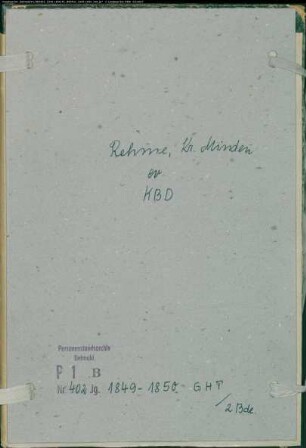 Rehme, Kr. Minden
ev
KBD
Personenstandsarchiv
Detmold
P 1 B
Nr. 402 Jg. 1849-1850 - G H T
/2 Bde.